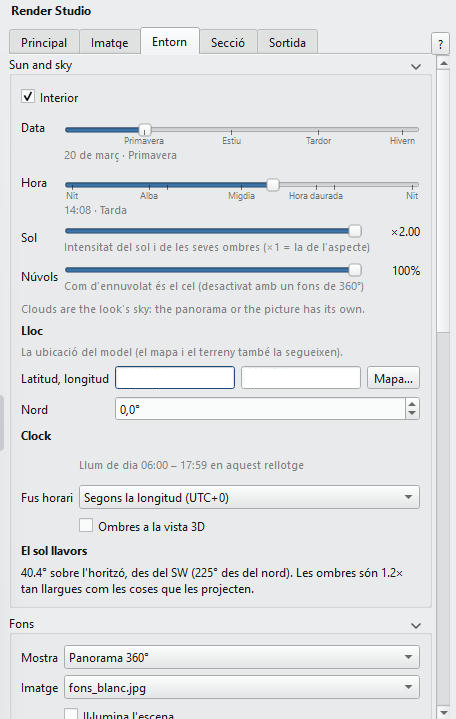 Render Studio
Principal Imatge Entorn Secció Sortida ?
Sun and sky
Interior
Data
Primavera Estiu Tardor Hivern
20 de març · Primavera
Hora
Nit Alba Migdia Hora daurada Nit
14:08 · Tarda
Sol ×2.00
Intensitat del sol i de les seves ombres (×1 = la de l'aspecte)
Núvols 100%
Com d'ennuvolat és el cel (desactivat amb un fons de 360°)
Clouds are the look's sky: the panorama or the picture has its own.
Lloc
La ubicació del model (el mapa i el terreny també la segueixen).
Latitud, longitud Mapa...
Nord 0,0°
Clock
Llum de dia 06:00 – 17:59 en aquest rellotge
Fus horari Segons la longitud (UTC+0)
Ombres a la vista 3D
El sol llavors
40.4° sobre l'horitzó, des del SW (225° des del nord). Les ombres són 1.2×
tan llargues com les coses que les projecten.
Fons
Mostra Panorama 360°
Imatge fons_blanc.jpg
Il·lumina l'escena